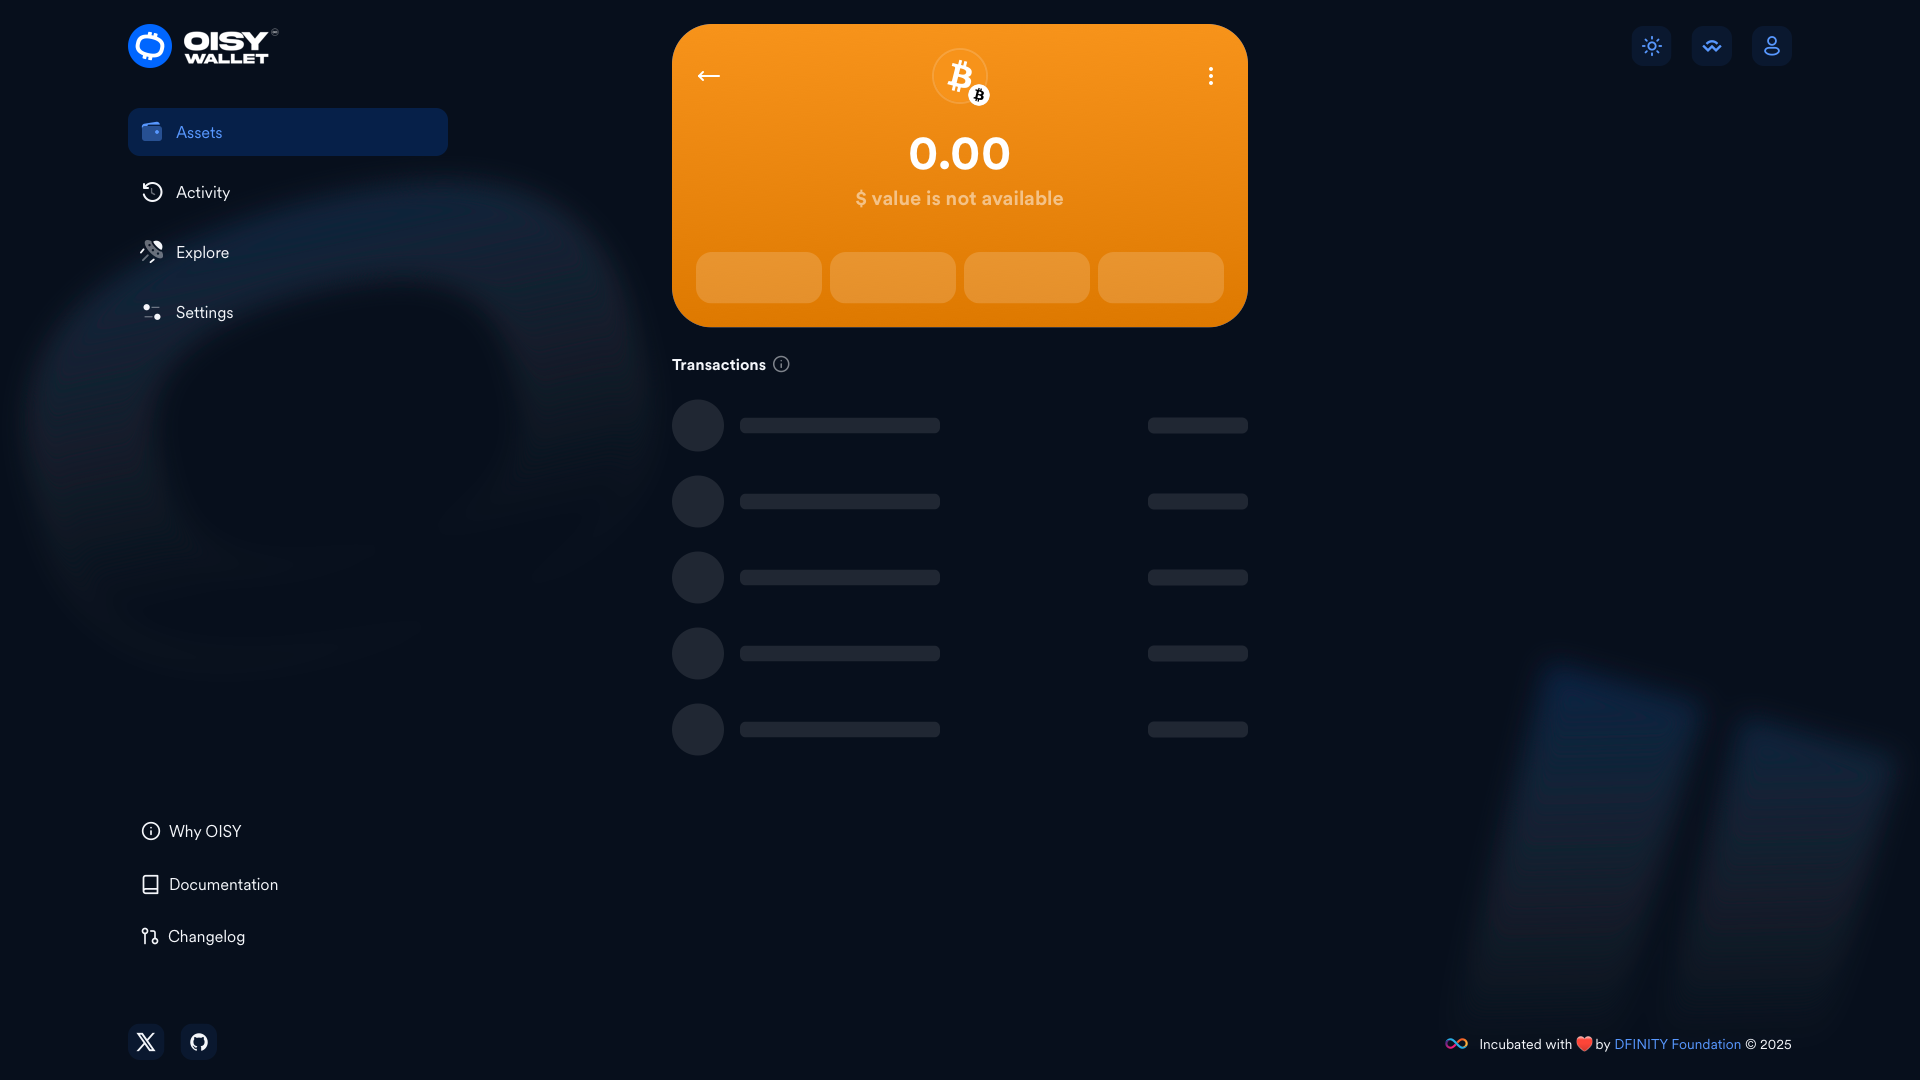 OISY
WALLET
Assets
Activity
Explore
Settings
0.00
$ value is not available
Transactions
Why OISY
Documentation
Changelog
Incubated with ❤️ by DFINITY Foundation © 2025